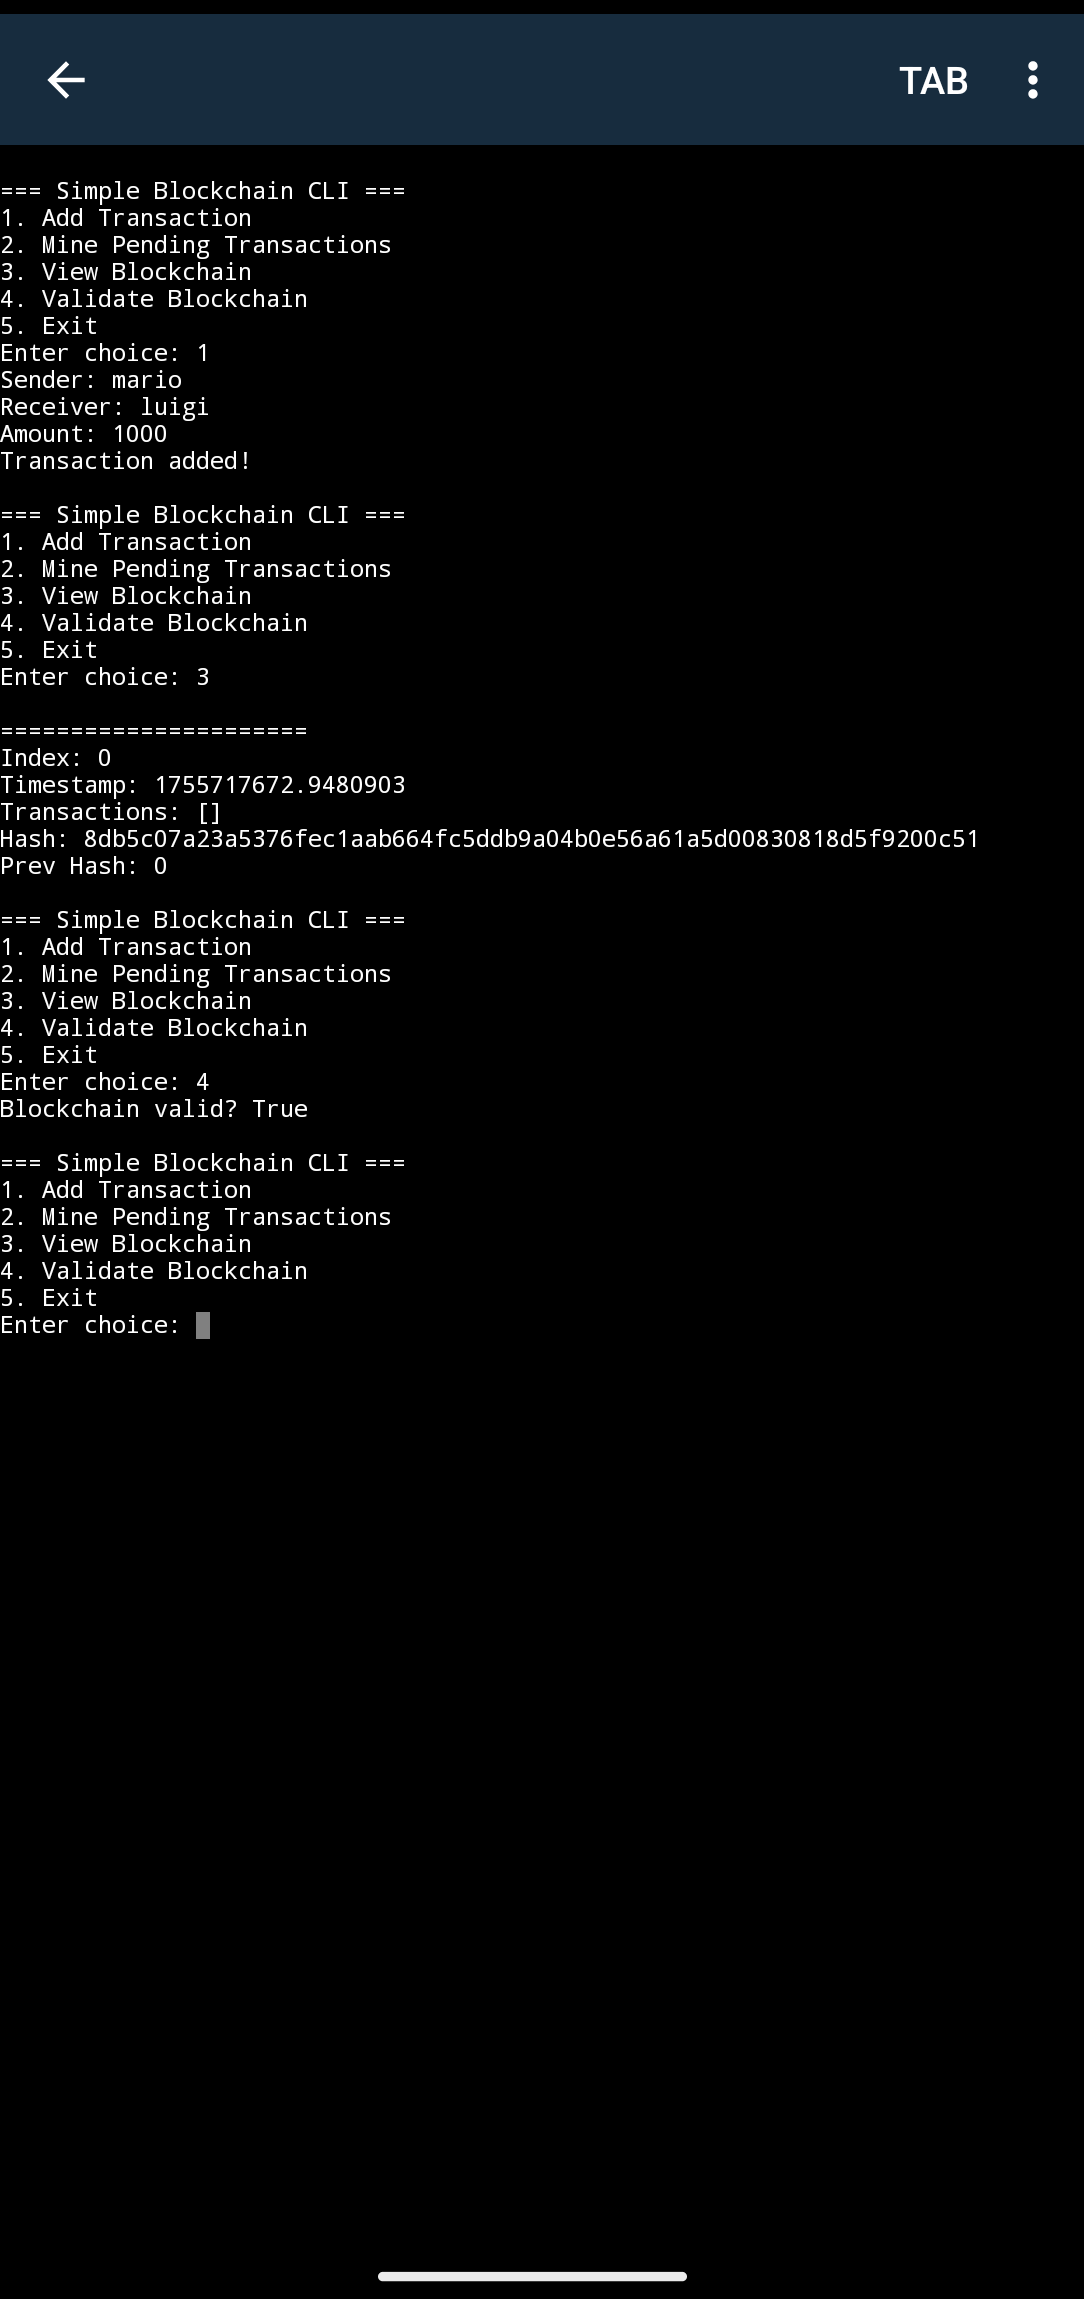 TAB
=== Simple Blockchain CLI ===
1. Add Transaction
2. Mine Pending Transactions
3. View Blockchain
4. Validate Blockchain
5. Exit
Enter choice: 1
Sender: mario
Receiver: luigi
Amount: 1000
Transaction added!
=== Simple Blockchain CLI ===
1. Add Transaction
2. Mine Pending Transactions
3. View Blockchain
4. Validate Blockchain
5. Exit
Enter choice: 3
======================
Index: 0
Timestamp: 1755717672.9480903
Transactions: []
Hash: 8db5c07a23a5376fec1aab664fc5ddb9a04b0e56a61a5d00830818d5f9200c51
Prev Hash: 0
=== Simple Blockchain CLI ===
1. Add Transaction
2. Mine Pending Transactions
3. View Blockchain
4. Validate Blockchain
5. Exit
Enter choice: 4
Blockchain valid? True
=== Simple Blockchain CLI ===
1. Add Transaction
2. Mine Pending Transactions
3. View Blockchain
4. Validate Blockchain
5. Exit
Enter choice: